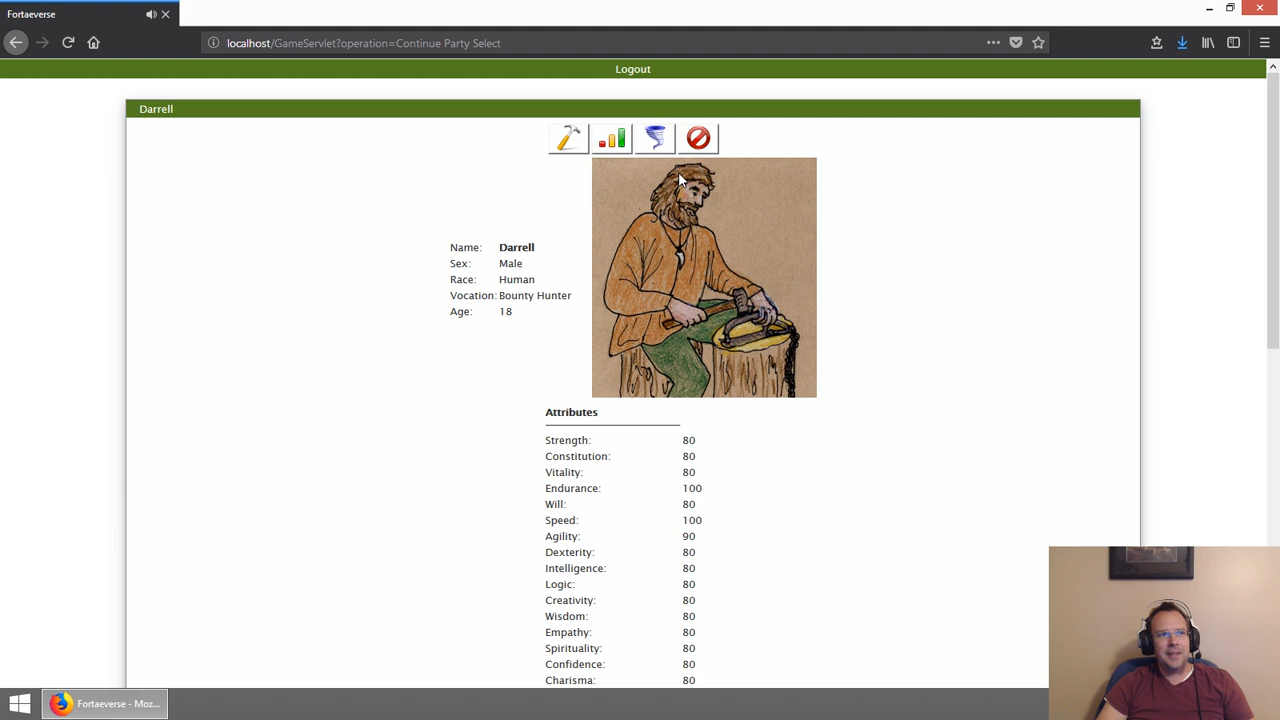 Fortaeverse
localhost/GameServlet?operation=Continue Party Select
Logout
Darrell
Name: Darrell
Sex: Male
Race: Human
Vocation: Bounty Hunter
Age: 18
Attributes
Strength: 80
Constitution: 80
Vitality: 80
Endurance: 100
Will: 80
Speed: 100
Agility: 90
Dexterity: 80
Intelligence: 80
Logic: 80
Creativity: 80
Wisdom: 80
Empathy: 80
Spirituality: 80
Confidence: 80
Charisma: 80
Fortaeverse - Moz...